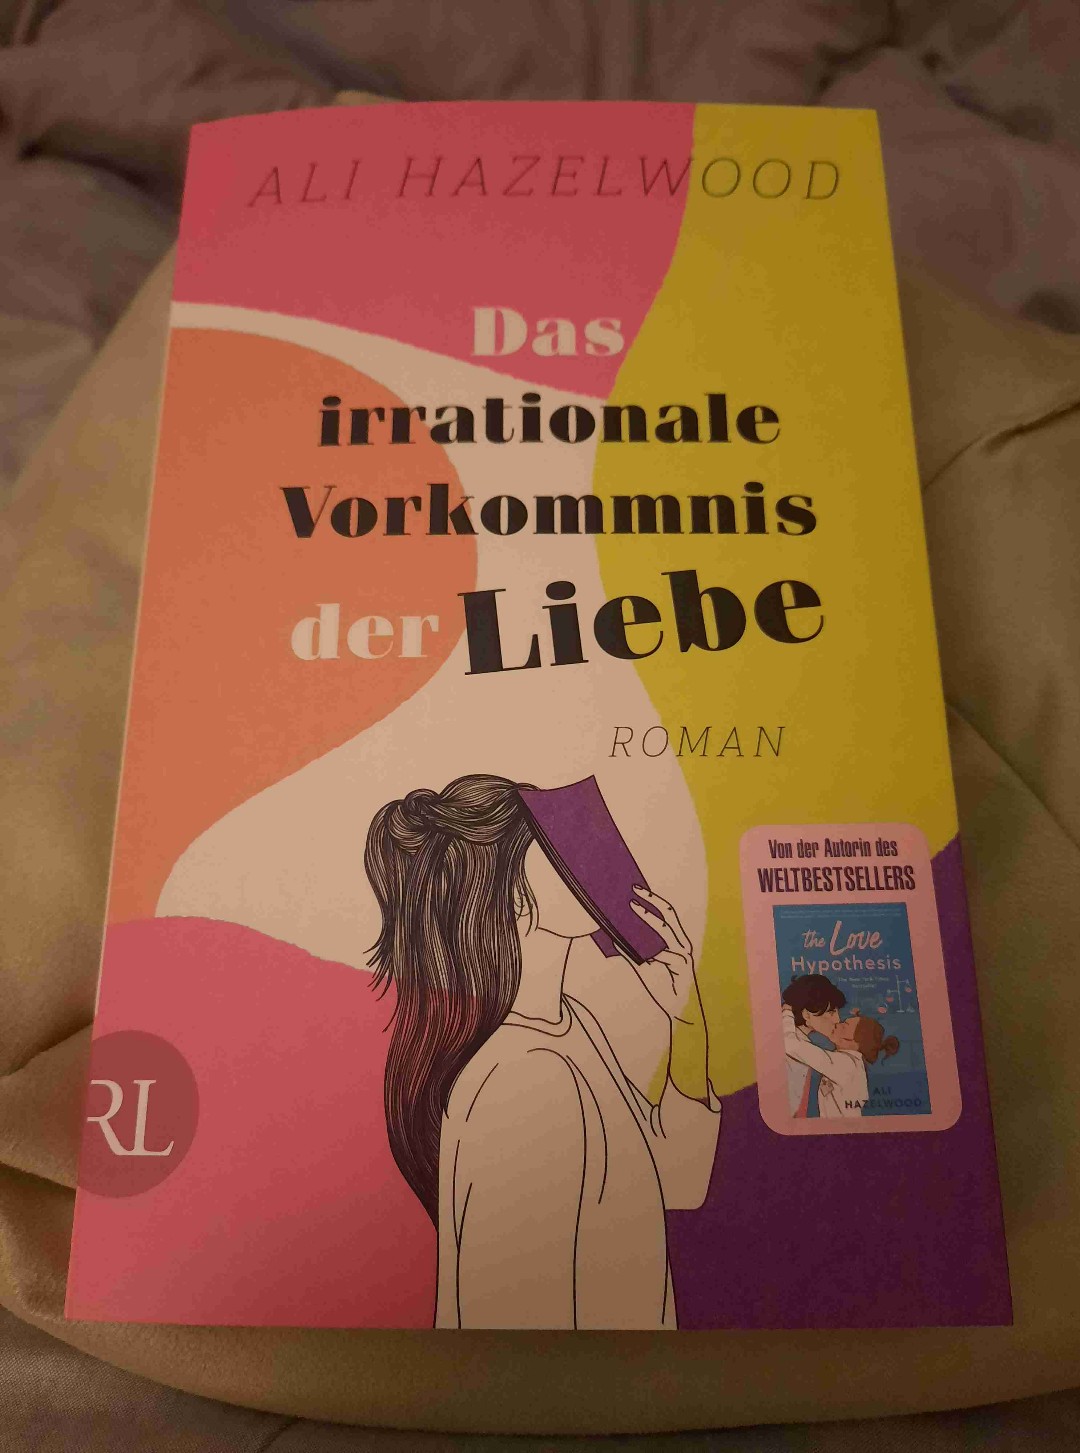 ALI HAZELWOOD
Das
irrationale
Vorkommnis
der Liebe
ROMAN
Von der Autorin des
WELTBESTSELLERS
the Love
Hypothesis
ALI
HAZELWOOD
RL